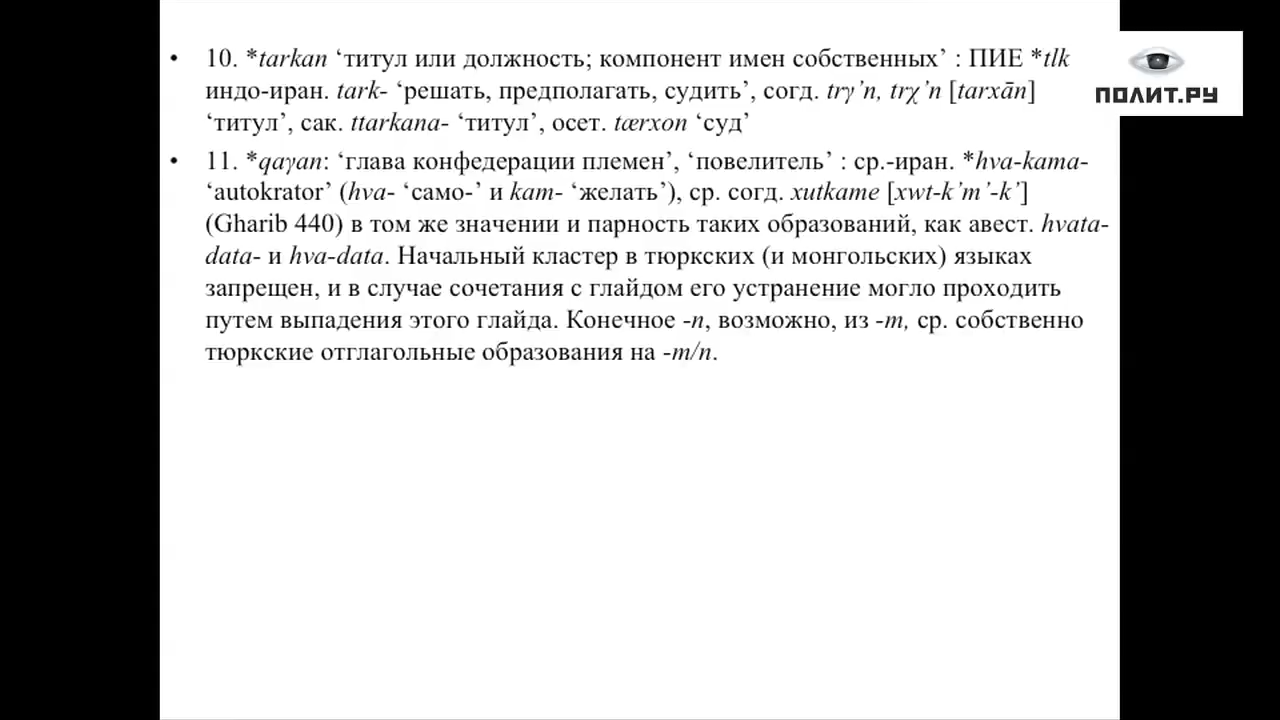 • 10. *tarkan ‘титул или должность; компонент имен собственных’ : ПИЕ *tlk
индо-иран. tark- ‘решать, предполагать, судить’, согд. trγ’n, trχ’n [tarxān]
‘титул’, сак. ttarkana- ‘титул’, осет. tærxon ‘суд’
• 11. *qaγan: ‘глава конфедерации племен’, ‘повелитель’ : ср.-иран. *hva-kama-
‘autokrator’ (hva- ‘само-’ и kam- ‘желать’), ср. согд. xutkame [xwt-k’m’-k’]
(Gharib 440) в том же значении и парность таких образований, как авест. hvata-
data- и hva-data. Начальный кластер в тюркских (и монгольских) языках
запрещен, и в случае сочетания с глайдом его устранение могло проходить
путем выпадения этого глайда. Конечное -n, возможно, из -m, ср. собственно
тюркские отглагольные образования на -m/n.
ПОЛИТ.РУ